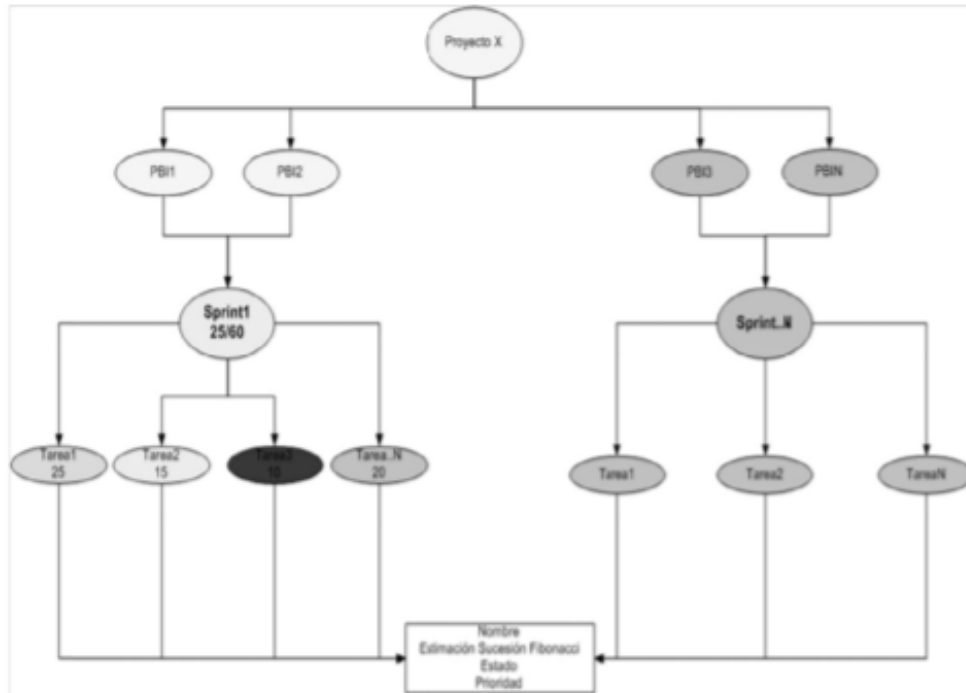 Proyecto X
PBI1
PBI2
PBI3
PBIN
Sprint1
25/60
Sprint..N
Tarea1
25
Tarea2
15
Tarea3
10
Tarea..N
20
Tarea1
Tarea2
TareaN
Nombre
Estimación Sucesión Fibonacci
Estado
Prioridad